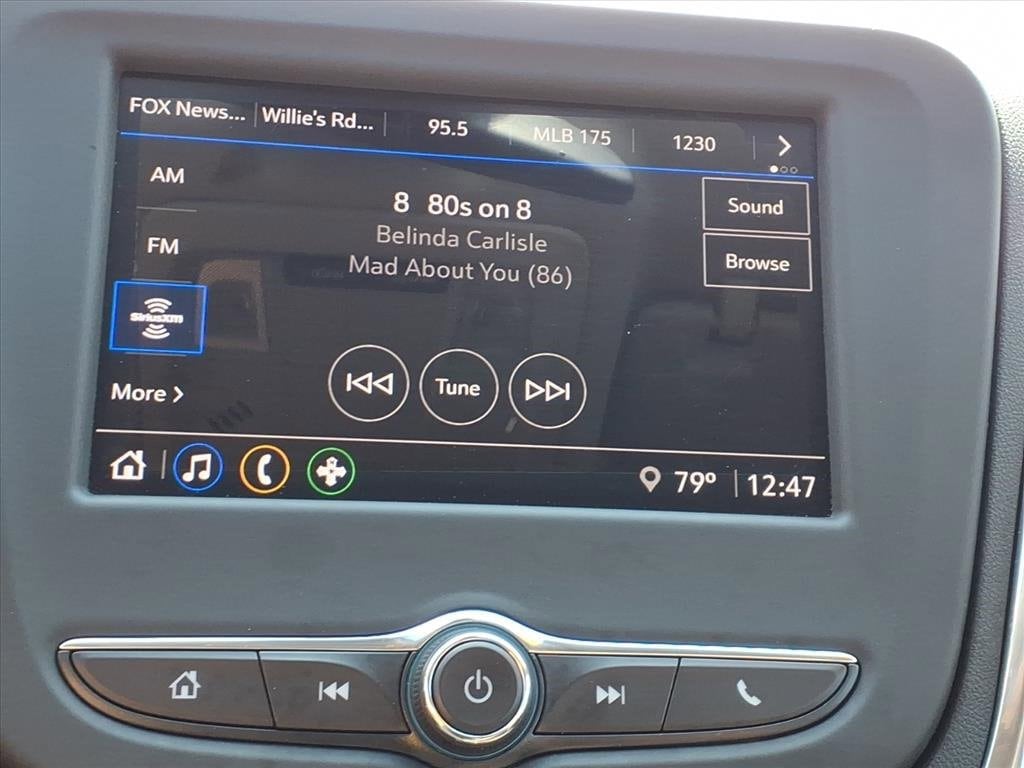 FOX News... Willie's Rd... 95.5 MLB 175 1230
AM
8 80s on 8
Sound
Belinda Carlisle
FM
Mad About You (86)
Browse
SiriusXM
More
Tune
79º 12:47